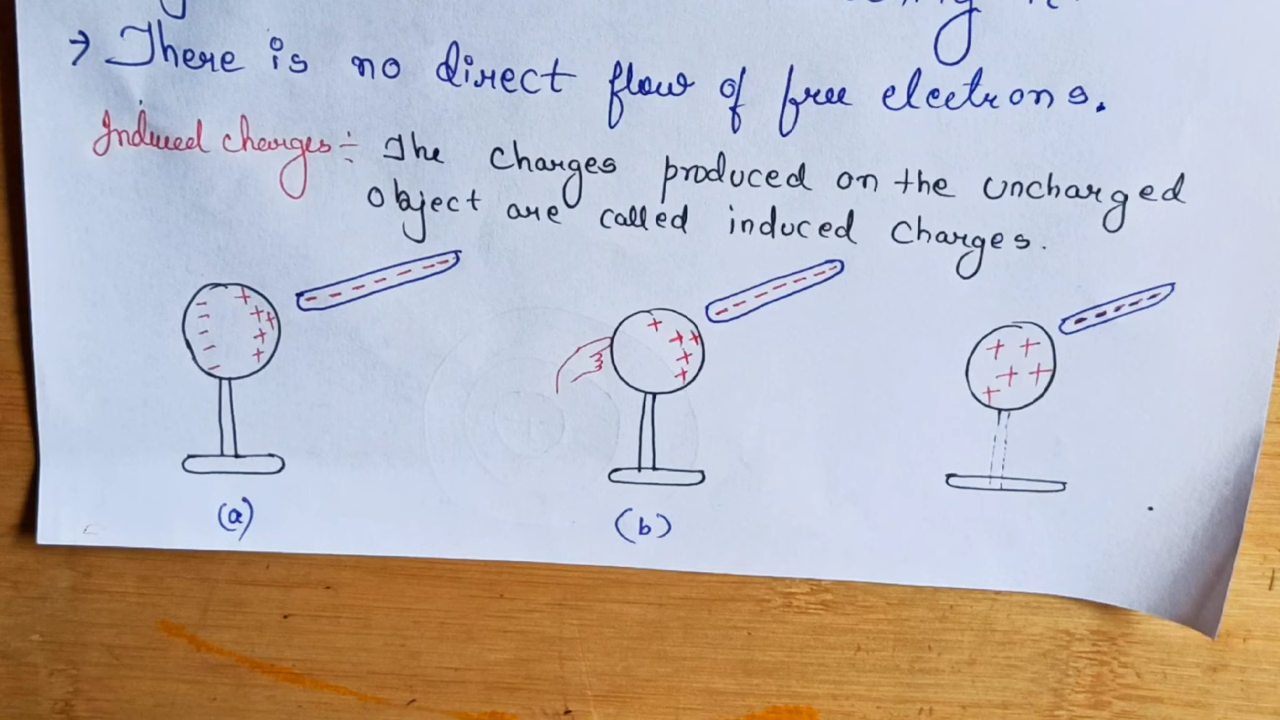 → There is no direct flow of free electrons.
Induced charges÷ The charges produced on the uncharged
object are called induced charges.
(a)
(b)